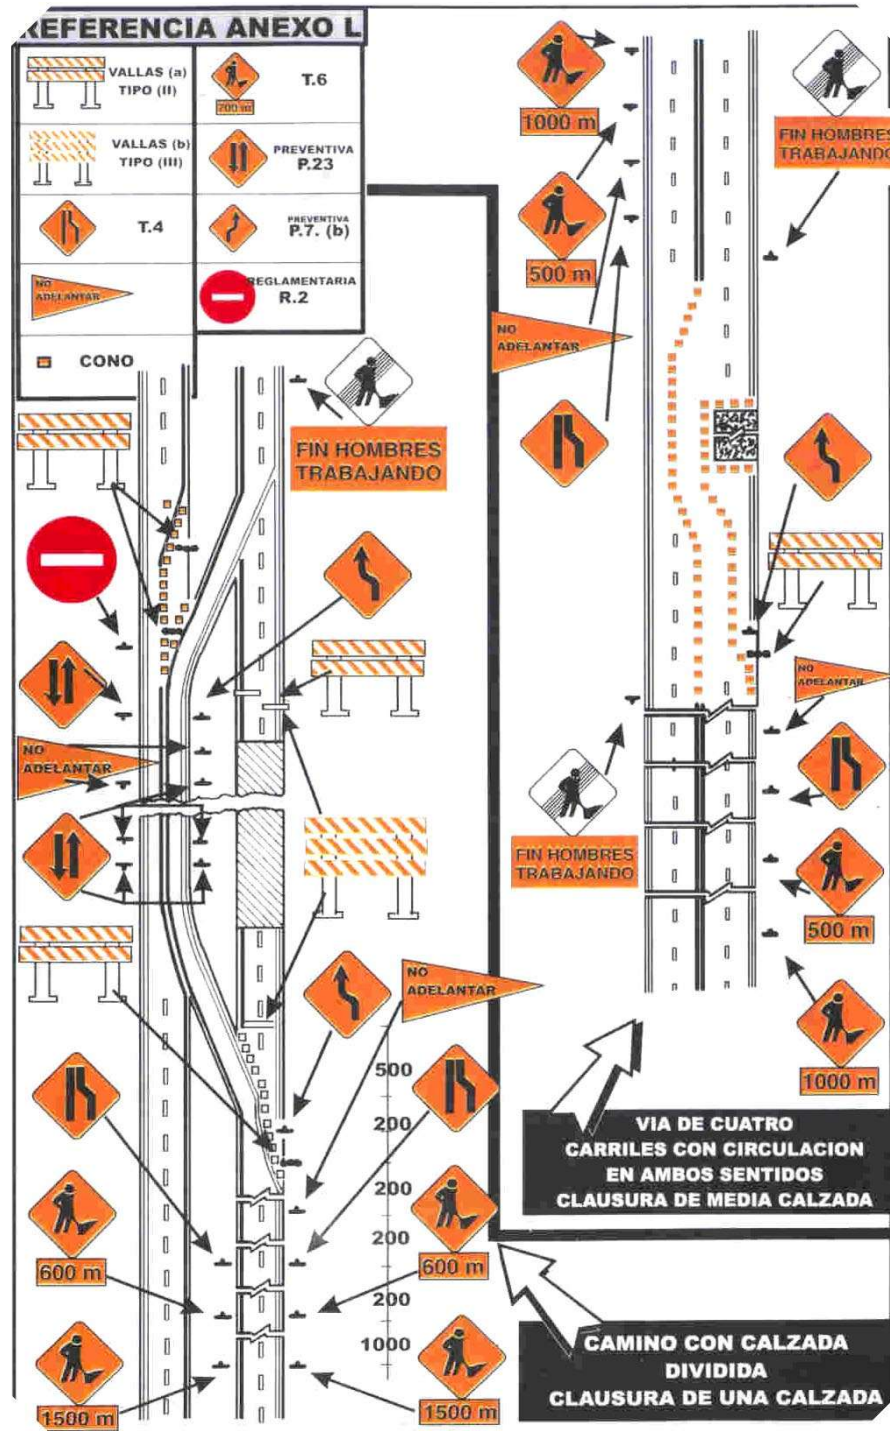 REFERENCIA ANEXO L
VALLAS (a)
TIPO (II)
200 m
T.6
VALLAS (b)
TIPO (III)
PREVENTIVA
P.23
T.4
PREVENTIVA
P.7. (b)
NO
ADELANTAR
REGLAMENTARIA
R.2
CONO
FIN HOMBRES
TRABAJANDO
NO
ADELANTAR
NO
ADELANTAR
500
200
200
200
200
1000
600 m
600 m
1500 m
1500 m
1000 m
500 m
FIN HOMBRES
TRABAJANDO
NO
ADELANTAR
NO
ADELANTAR
FIN HOMBRES
TRABAJANDO
500 m
1000 m
VIA DE CUATRO
CARRILES CON CIRCULACION
EN AMBOS SENTIDOS
CLAUSURA DE MEDIA CALZADA
CAMINO CON CALZADA
DIVIDIDA
CLAUSURA DE UNA CALZADA